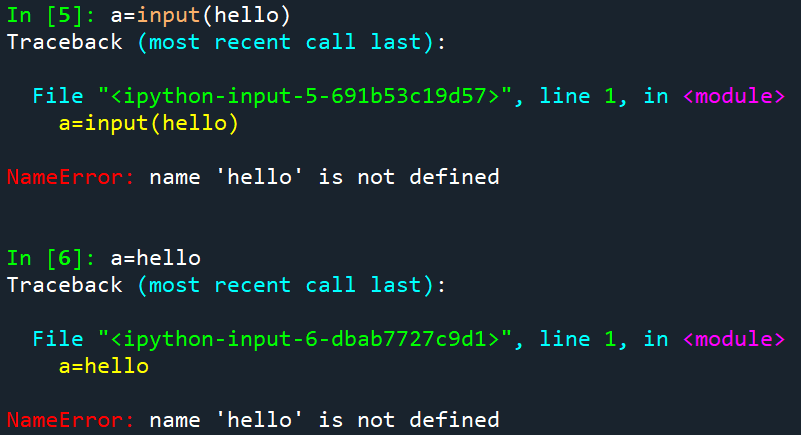 In [5]: a=input(hello)
Traceback (most recent call last):
File "<ipython-input-5-691b53c19d57>", line 1, in <module>
a=input(hello)
NameError: name 'hello' is not defined
In [6]: a=hello
Traceback (most recent call last):
File "<ipython-input-6-dbab7727c9d1>", line 1, in <module>
a=hello
NameError: name 'hello' is not defined